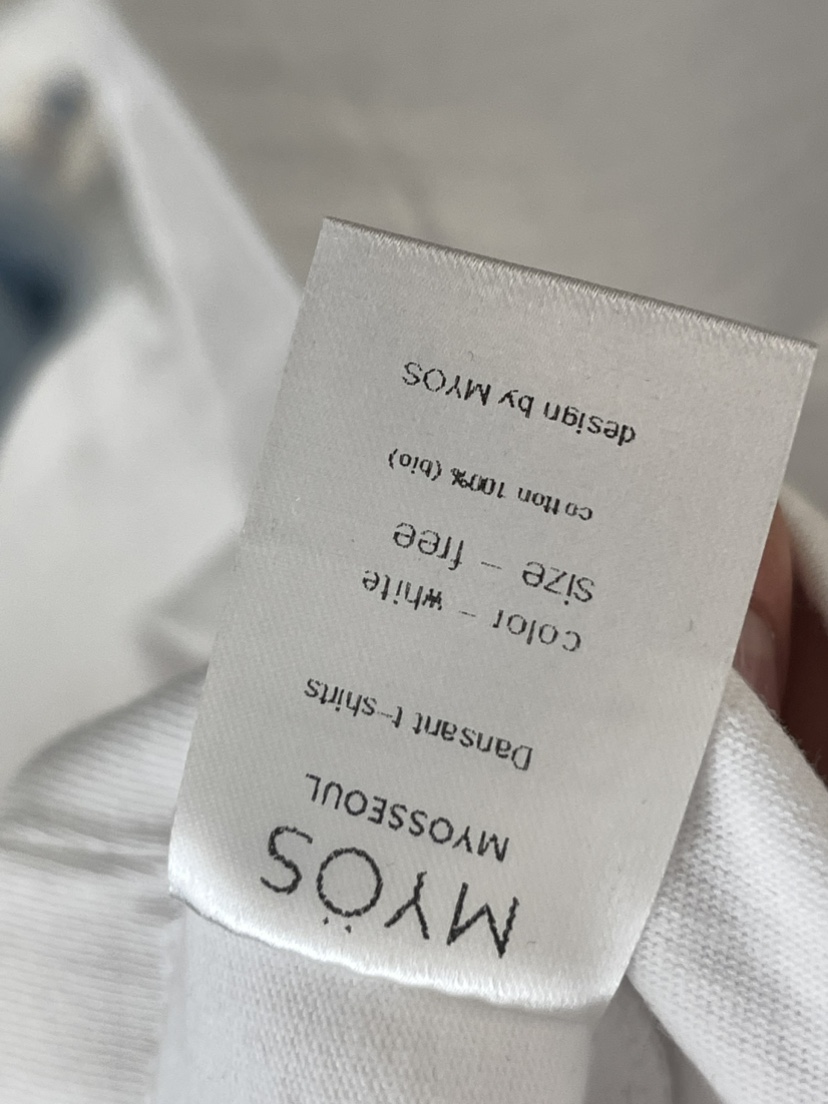 MYÖS
MYOSSEOUL
Dansant t-shirts
color - white
size - free
cotton 100% (bio)
design by MYOS